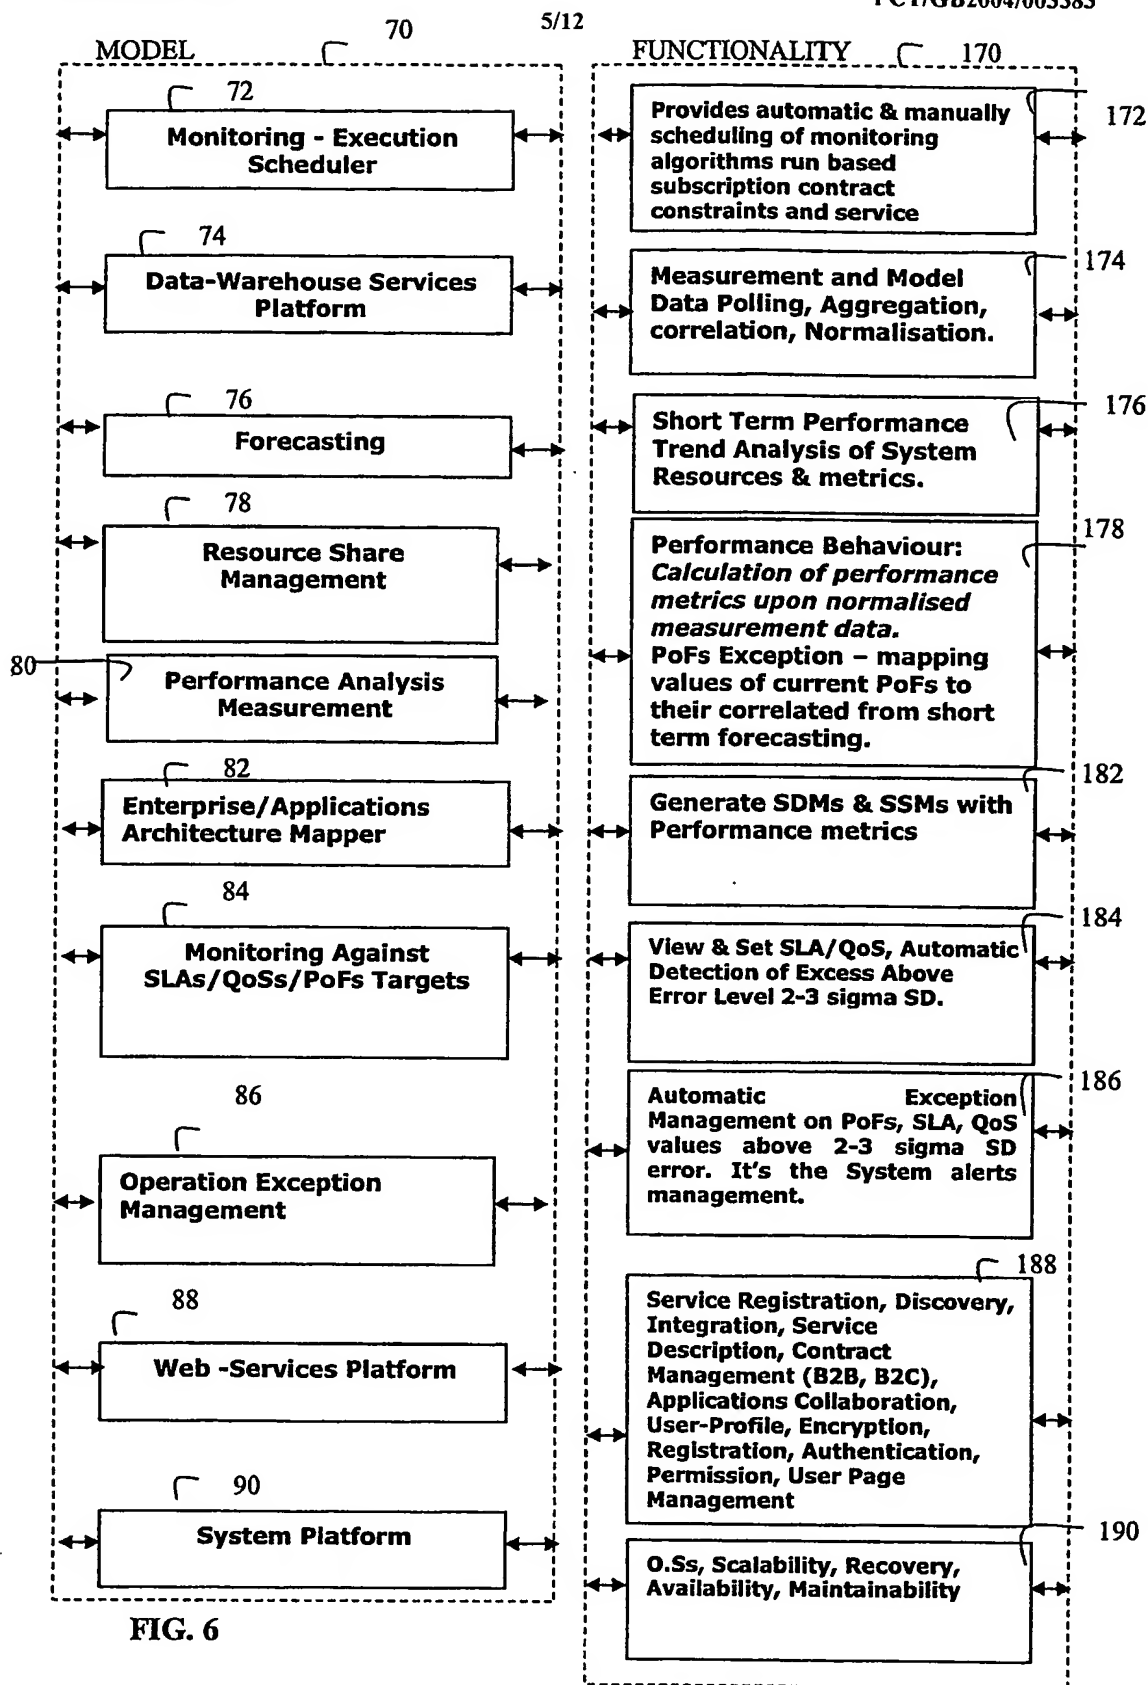 5/12
PCT/GB2004/003383
MODEL
70
72
Monitoring - Execution
Scheduler
74
Data-Warehouse Services
Platform
76
Forecasting
78
Resource Share
Management
80
Performance Analysis
Measurement
82
Enterprise/Applications
Architecture Mapper
84
Monitoring Against
SLAs/QoSs/PoFs Targets
86
Operation Exception
Management
88
Web -Services Platform
90
System Platform
FIG. 6
FUNCTIONALITY
170
172
Provides automatic & manually
scheduling of monitoring
algorithms run based
subscription contract
constraints and service
174
Measurement and Model
Data Polling, Aggregation,
correlation, Normalisation.
176
Short Term Performance
Trend Analysis of System
Resources & metrics.
178
Performance Behaviour:
Calculation of performance
metrics upon normalised
measurement data.
PoFs Exception – mapping
values of current PoFs to
their correlated from short
term forecasting.
182
Generate SDMs & SSMs with
Performance metrics
184
View & Set SLA/QoS, Automatic
Detection of Excess Above
Error Level 2-3 sigma SD.
186
Automatic Exception
Management on PoFs, SLA, QoS
values above 2-3 sigma SD
error. It's the System alerts
management.
188
Service Registration, Discovery,
Integration, Service
Description, Contract
Management (B2B, B2C),
Applications Collaboration,
User-Profile, Encryption,
Registration, Authentication,
Permission, User Page
Management
190
O.Ss, Scalability, Recovery,
Availability, Maintainability